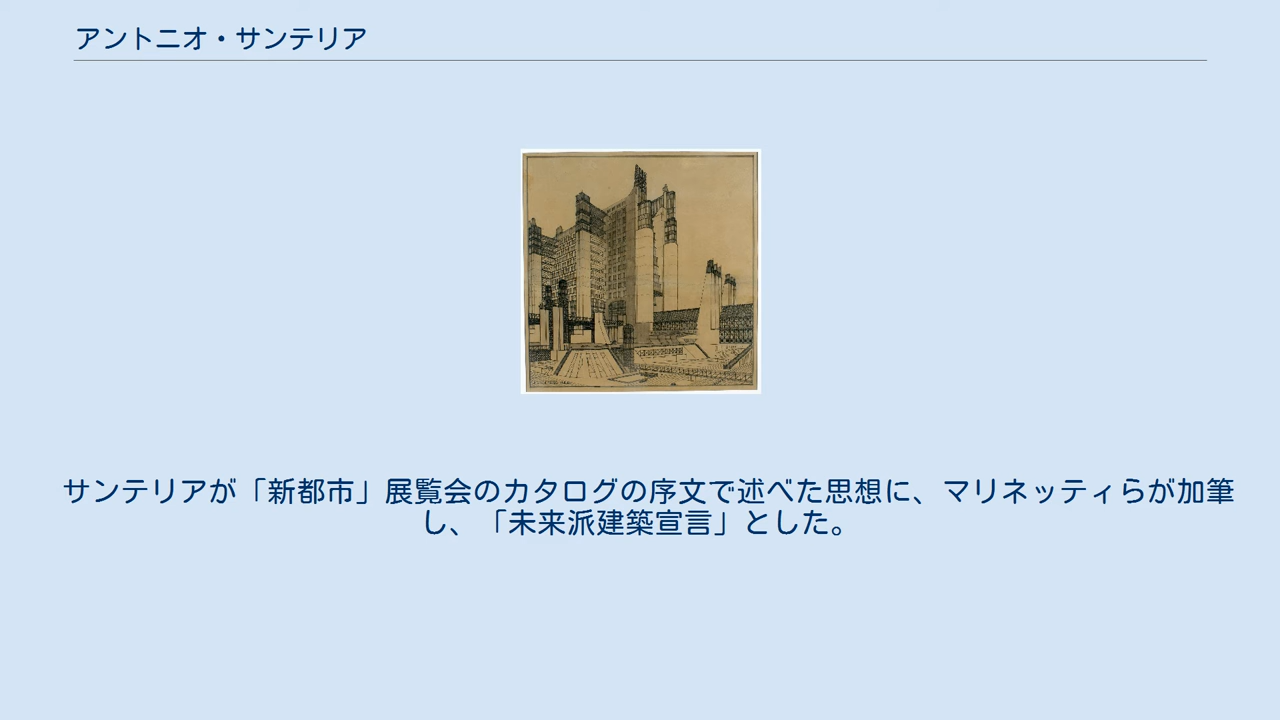 アントニオ・サンテリア
サンテリアが「新都市」展覧会のカタログの序文で述べた思想に、マリネッティらが加筆
し、「未来派建築宣言」とした。